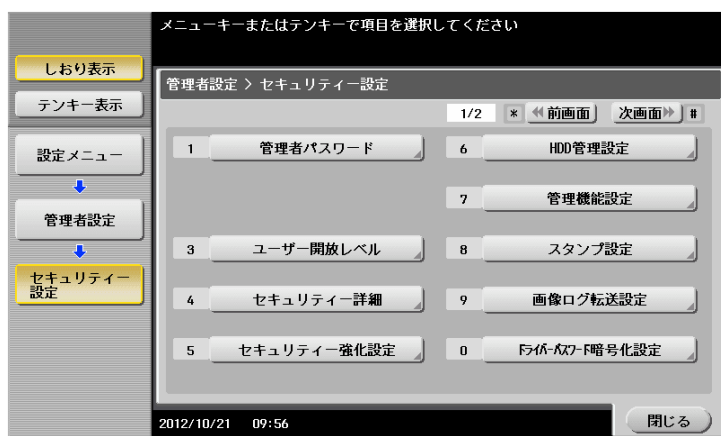 メニューキーまたはテンキーで項目を選択してください
しおり表示
テンキー表示
設定メニュー
管理者設定
セキュリティー
設定
管理者設定 > セキュリティー設定
1/2 * 前画面 次画面 #
1 管理者パスワード
3 ユーザー開放レベル
4 セキュリティー詳細
5 セキュリティー強化設定
6 HDD管理設定
7 管理機能設定
8 スタンプ設定
9 画像ログ転送設定
0 ﾄﾞﾗｲﾊﾞｰﾊﾟｽﾜｰﾄﾞ暗号化設定
2012/10/21 09:56
閉じる